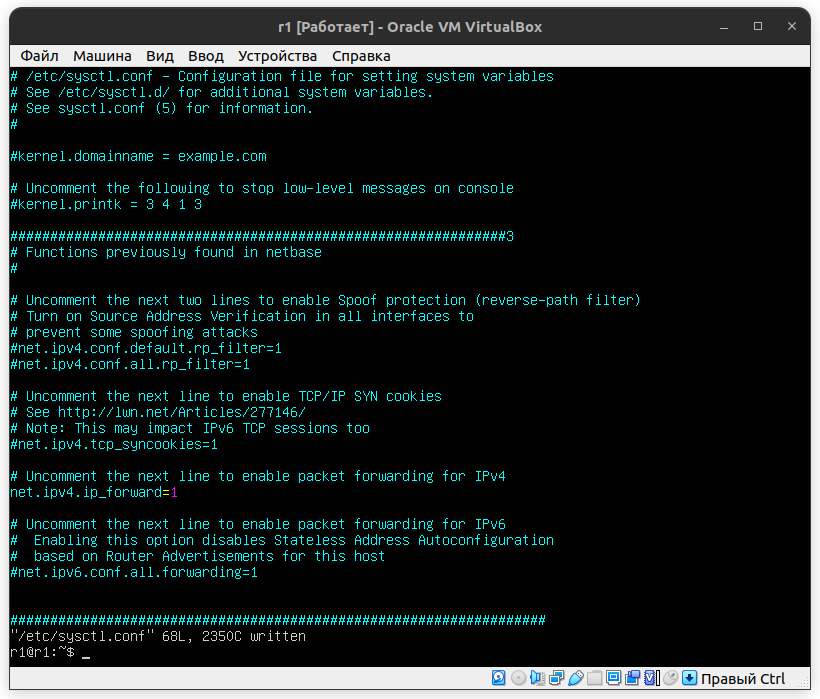 r1 [Работает] - Oracle VM VirtualBox
Файл Машина Вид Ввод Устройства Справка
# /etc/sysctl.conf - Configuration file for setting system variables
# See /etc/sysctl.d/ for additional system variables.
# See sysctl.conf (5) for information.
#
#kernel.domainname = example.com
# Uncomment the following to stop low-level messages on console
#kernel.printk = 3 4 1 3
##############################################################3
# Functions previously found in netbase
#
# Uncomment the next two lines to enable Spoof protection (reverse-path filter)
# Turn on Source Address Verification in all interfaces to
# prevent some spoofing attacks
#net.ipv4.conf.default.rp_filter=1
#net.ipv4.conf.all.rp_filter=1
# Uncomment the next line to enable TCP/IP SYN cookies
# See http://lwn.net/Articles/277146/
# Note: This may impact IPv6 TCP sessions too
#net.ipv4.tcp_syncookies=1
# Uncomment the next line to enable packet forwarding for IPv4
net.ipv4.ip_forward=1
# Uncomment the next line to enable packet forwarding for IPv6
#  Enabling this option disables Stateless Address Autoconfiguration
#  based on Router Advertisements for this host
#net.ipv6.conf.all.forwarding=1
###################################################################
"/etc/sysctl.conf" 68L, 2350C written
r1@r1:~$ _
Правый Ctrl